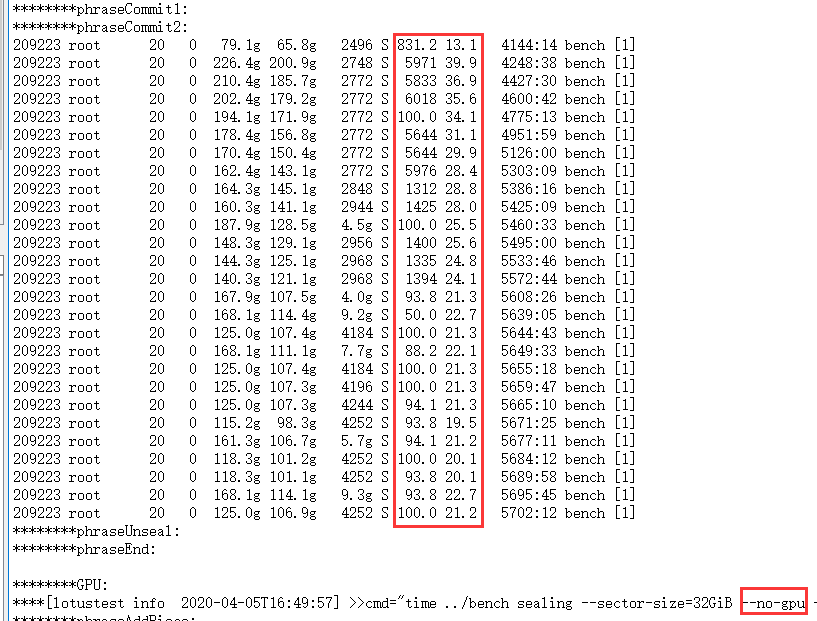 ********phraseCommit1:
********phraseCommit2:
209223 root 20 0 79.1g 65.8g 2496 S 831.2 13.1 4144:14 bench [1]
209223 root 20 0 226.4g 200.9g 2748 S 5971 39.9 4248:38 bench [1]
209223 root 20 0 210.4g 185.7g 2772 S 5833 36.9 4427:30 bench [1]
209223 root 20 0 202.4g 179.2g 2772 S 6018 35.6 4600:42 bench [1]
209223 root 20 0 194.1g 171.9g 2772 S 100.0 34.1 4775:13 bench [1]
209223 root 20 0 178.4g 156.8g 2772 S 5644 31.1 4951:59 bench [1]
209223 root 20 0 170.4g 150.4g 2772 S 5644 29.9 5126:00 bench [1]
209223 root 20 0 162.4g 143.1g 2772 S 5976 28.4 5303:09 bench [1]
209223 root 20 0 164.3g 145.1g 2848 S 1312 28.8 5386:16 bench [1]
209223 root 20 0 160.3g 141.1g 2944 S 1425 28.0 5425:09 bench [1]
209223 root 20 0 187.9g 128.5g 4.5g S 100.0 25.5 5460:33 bench [1]
209223 root 20 0 148.3g 129.1g 2956 S 1400 25.6 5495:00 bench [1]
209223 root 20 0 144.3g 125.1g 2968 S 1335 24.8 5533:46 bench [1]
209223 root 20 0 140.3g 121.1g 2968 S 1394 24.1 5572:44 bench [1]
209223 root 20 0 167.9g 107.5g 4.0g S 93.8 21.3 5608:26 bench [1]
209223 root 20 0 168.1g 114.4g 9.2g S 50.0 22.7 5639:05 bench [1]
209223 root 20 0 125.0g 107.4g 4184 S 100.0 21.3 5644:43 bench [1]
209223 root 20 0 168.1g 111.1g 7.7g S 88.2 22.1 5649:33 bench [1]
209223 root 20 0 125.0g 107.4g 4184 S 100.0 21.3 5655:18 bench [1]
209223 root 20 0 125.0g 107.3g 4196 S 100.0 21.3 5659:47 bench [1]
209223 root 20 0 125.0g 107.3g 4244 S 94.1 21.3 5665:10 bench [1]
209223 root 20 0 115.2g 98.3g 4252 S 93.8 19.5 5671:25 bench [1]
209223 root 20 0 161.3g 106.7g 5.7g S 94.1 21.2 5677:11 bench [1]
209223 root 20 0 118.3g 101.2g 4252 S 100.0 20.1 5684:12 bench [1]
209223 root 20 0 118.3g 101.1g 4252 S 93.8 20.1 5689:58 bench [1]
209223 root 20 0 168.1g 114.1g 9.3g S 93.8 22.7 5695:45 bench [1]
209223 root 20 0 125.0g 106.9g 4252 S 100.0 21.2 5702:12 bench [1]
********phraseUnseal:
********phraseEnd:
********GPU:
****[lotustest info 2020-04-05T16:49:57] >>cmd="time ../bench sealing --sector-size=32GiB --no-gpu -
********phraseAddPiece: